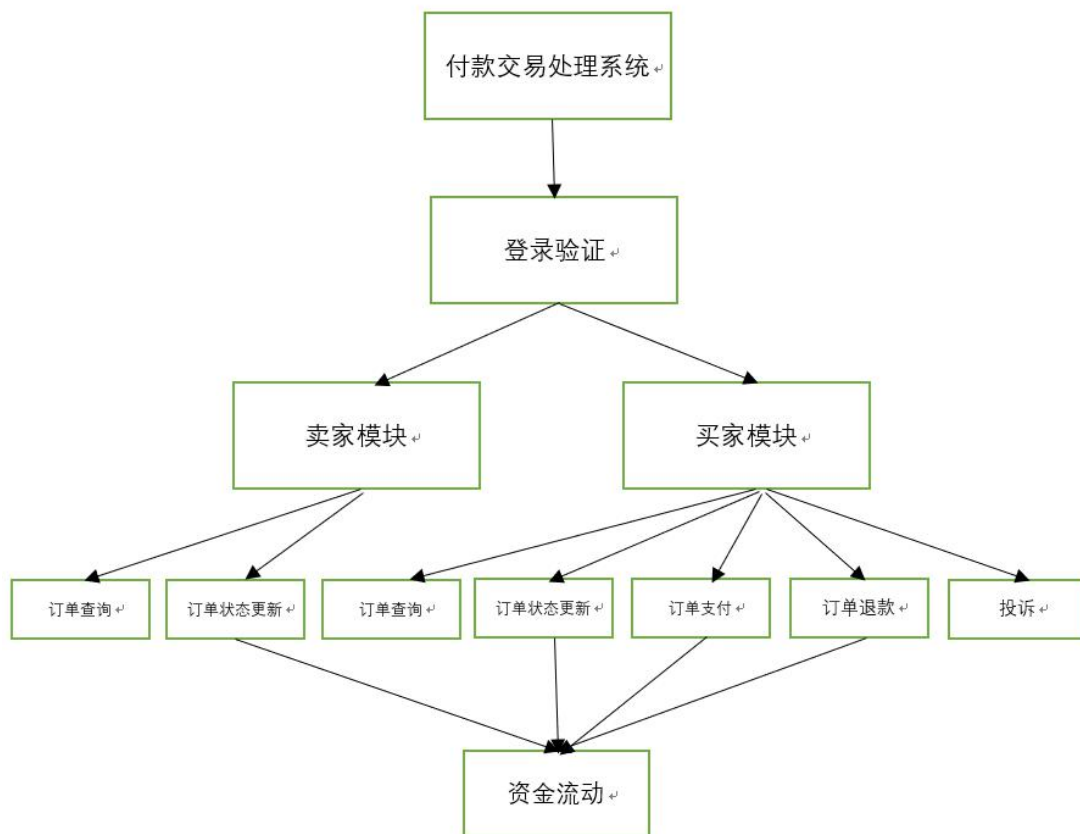 付款交易处理系统
登录验证
卖家模块
买家模块
订单查询
订单状态更新
订单查询
订单状态更新
订单支付
订单退款
投诉
资金流动